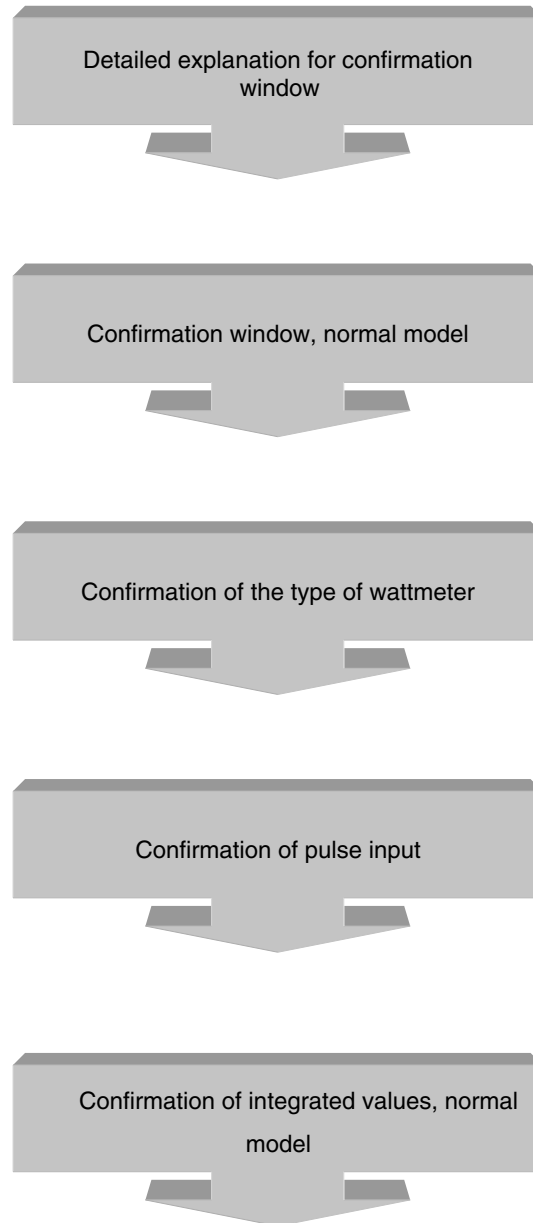 Detailed explanation for confirmation
window
Confirmation window, normal model
Confirmation of the type of wattmeter
Confirmation of pulse input
Confirmation of integrated values, normal
model